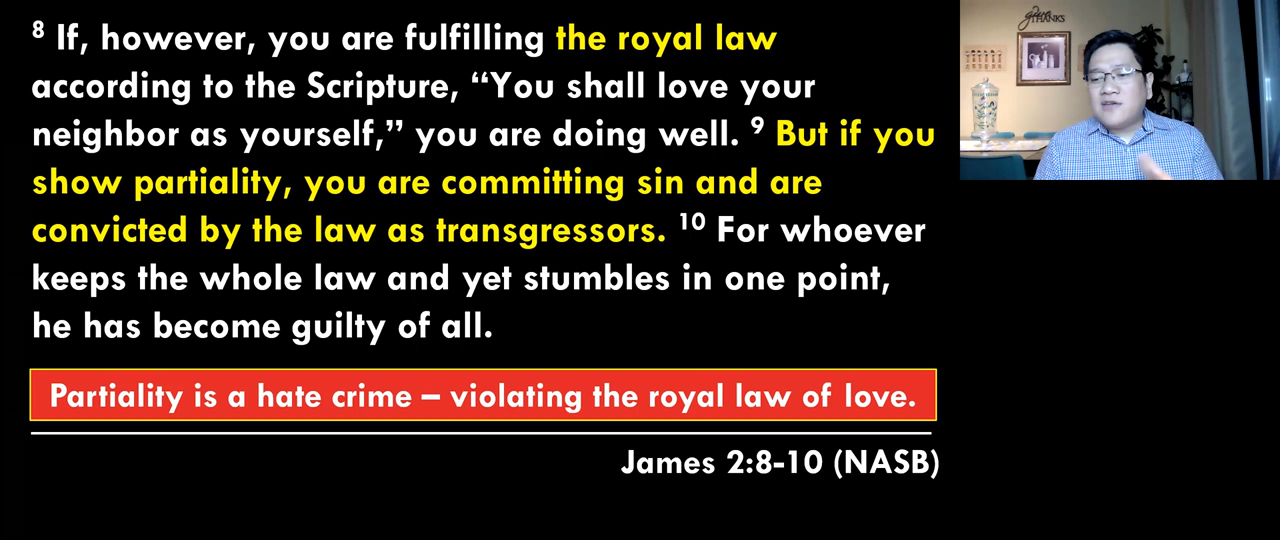 ⁸ If, however, you are fulfilling the royal law
according to the Scripture, “You shall love your
neighbor as yourself,” you are doing well. ⁹ But if you
show partiality, you are committing sin and are
convicted by the law as transgressors. ¹⁰ For whoever
keeps the whole law and yet stumbles in one point,
he has become guilty of all.
Partiality is a hate crime – violating the royal law of love.
James 2:8-10 (NASB)
give
THANKS